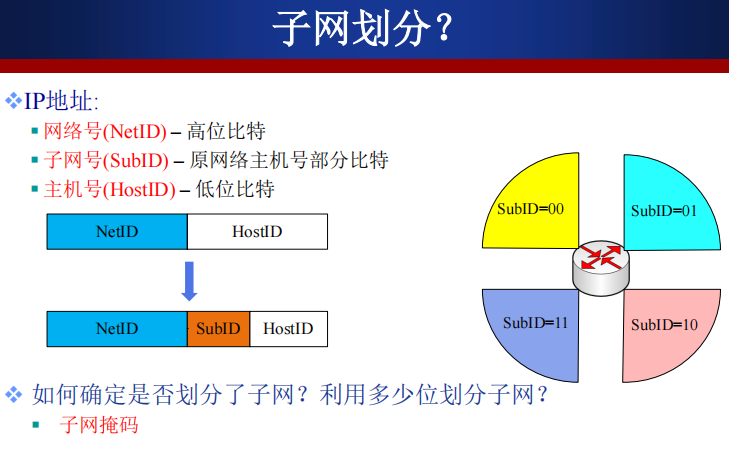 子网划分？
IP地址:
网络号(NetID) – 高位比特
子网号(SubID) – 原网络主机号部分比特
主机号(HostID) – 低位比特
NetID HostID
NetID SubID HostID
SubID=00 SubID=01
SubID=11 SubID=10
如何确定是否划分了子网？利用多少位划分子网？
子网掩码